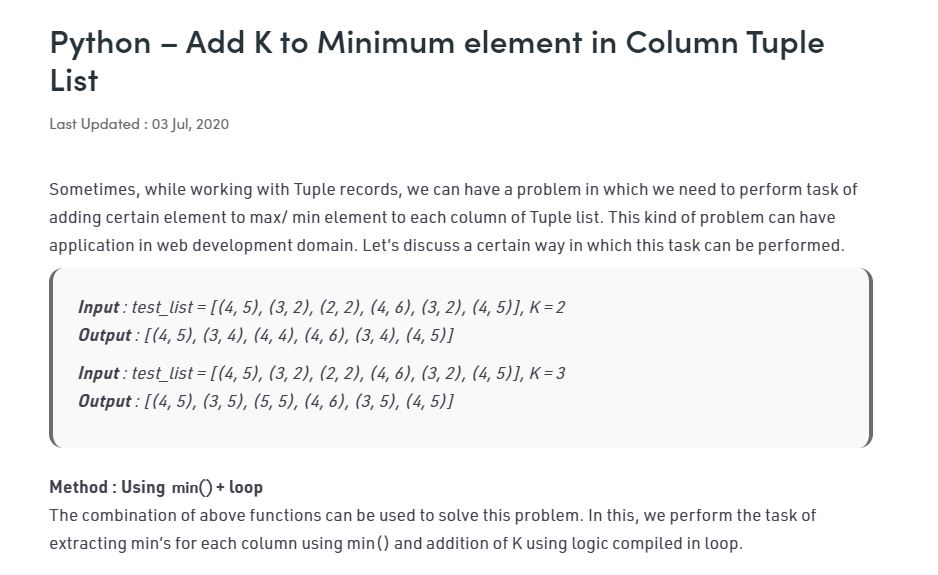 Python – Add K to Minimum element in Column Tuple
List
Last Updated : 03 Jul, 2020
Sometimes, while working with Tuple records, we can have a problem in which we need to perform task of
adding certain element to max/ min element to each column of Tuple list. This kind of problem can have
application in web development domain. Let’s discuss a certain way in which this task can be performed.
Input : test_list = [(4, 5), (3, 2), (2, 2), (4, 6), (3, 2), (4, 5)], K = 2
Output : [(4, 5), (3, 4), (4, 4), (4, 6), (3, 4), (4, 5)]
Input : test_list = [(4, 5), (3, 2), (2, 2), (4, 6), (3, 2), (4, 5)], K = 3
Output : [(4, 5), (3, 5), (5, 5), (4, 6), (3, 5), (4, 5)]
Method : Using min() + loop
The combination of above functions can be used to solve this problem. In this, we perform the task of
extracting min’s for each column using min() and addition of K using logic compiled in loop.